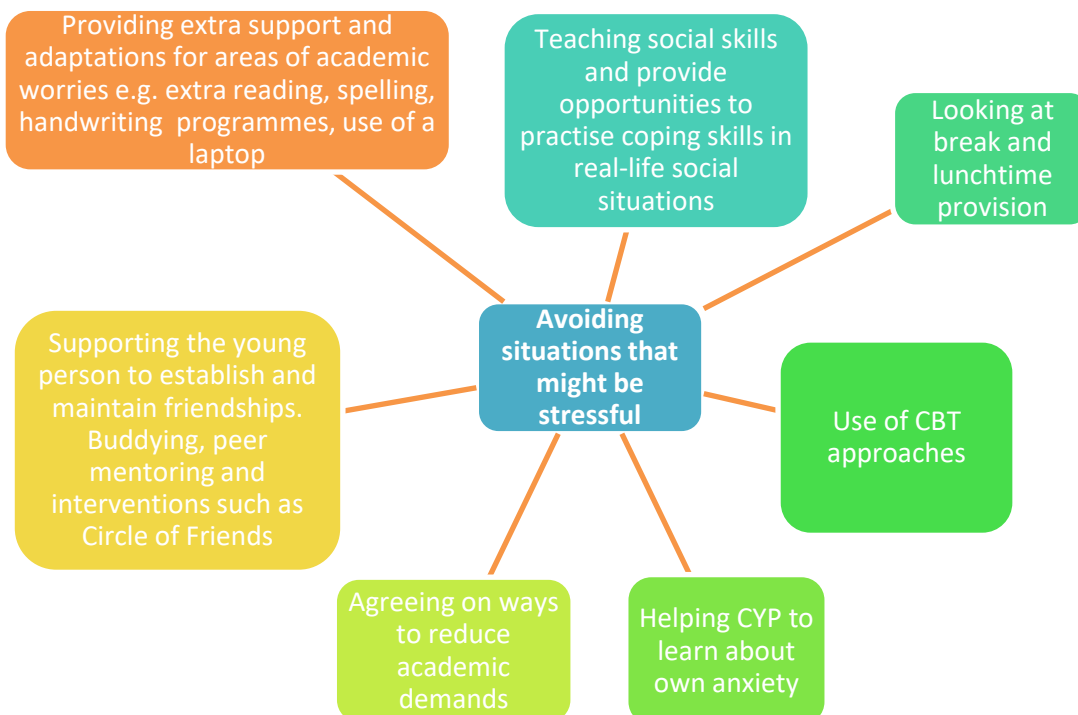 Providing extra support and
adaptations for areas of academic
worries e.g. extra reading, spelling,
handwriting programmes, use of a
laptop
Teaching social skills
and provide
opportunities to
practise coping skills in
real-life social
situations
Looking at
break and
lunchtime
provision
Avoiding
situations that
might be
stressful
Supporting the young
person to establish and
maintain friendships.
Buddying, peer
mentoring and
interventions such as
Circle of Friends
Use of CBT
approaches
Agreeing on ways
to reduce
academic
demands
Helping CYP to
learn about
own anxiety